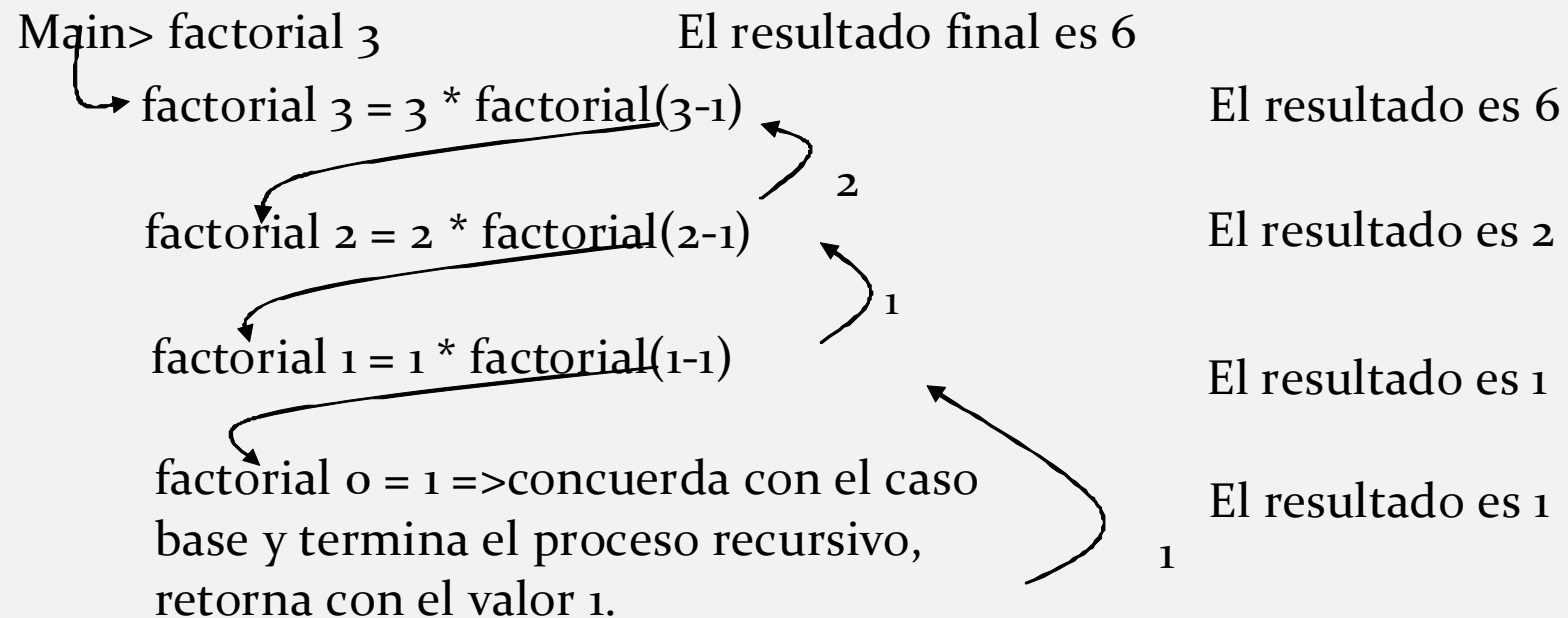 Main> factorial 3 El resultado final es 6
factorial 3 = 3 * factorial(3-1) El resultado es 6
2
factorial 2 = 2 * factorial(2-1) El resultado es 2
1
factorial 1 = 1 * factorial(1-1) El resultado es 1
factorial 0 = 1 =>concuerda con el caso El resultado es 1
base y termina el proceso recursivo,
1
retorna con el valor 1.